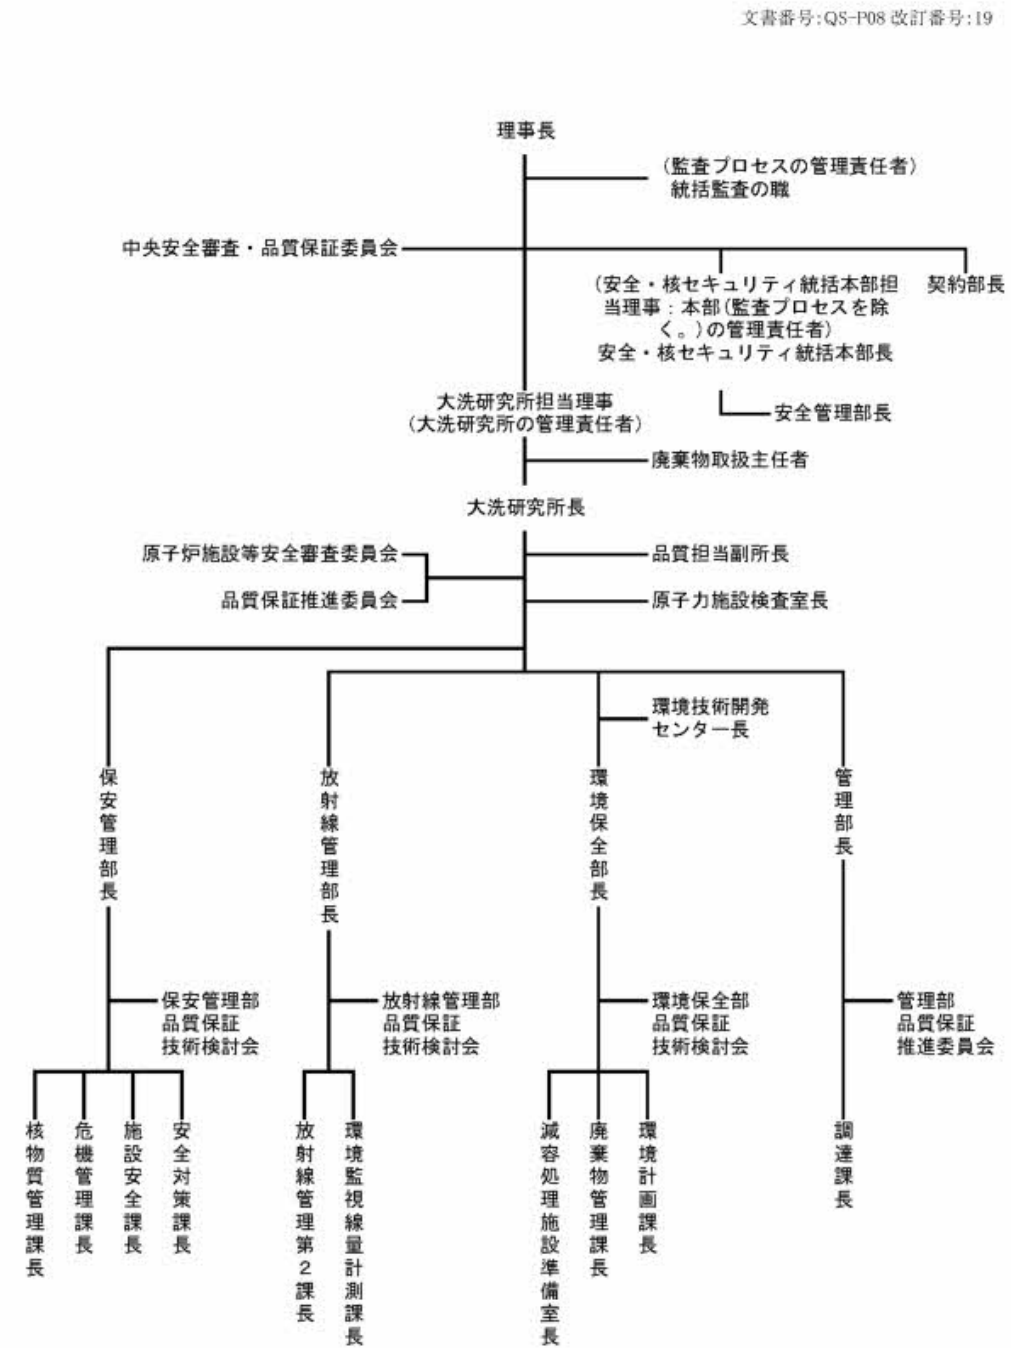 文書番号:QS-P08 改訂番号:19
理事長
(監査プロセスの管理責任者)
統括監査の職
中央安全審査・品質保証委員会
(安全・核セキュリティ統括本部担
当理事:本部(監査プロセスを除
く。)の管理責任者)
安全・核セキュリティ統括本部長
契約部長
安全管理部長
大洗研究所担当理事
(大洗研究所の管理責任者)
廃棄物取扱主任者
大洗研究所長
原子炉施設等安全審査委員会
品質担当副所長
品質保証推進委員会
原子力施設検査室長
環境技術開発
センター長
保安管理部長
放射線管理部長
環境保全部長
管理部長
保安管理部
品質保証
技術検討会
放射線管理部
品質保証
技術検討会
環境保全部
品質保証
技術検討会
管理部
品質保証
推進委員会
核物質管理課長
危機管理課長
施設安全課長
安全対策課長
放射線管理第2課長
環境監視線量計測課長
減容処理施設準備室長
廃棄物管理課長
環境計画課長
調達課長